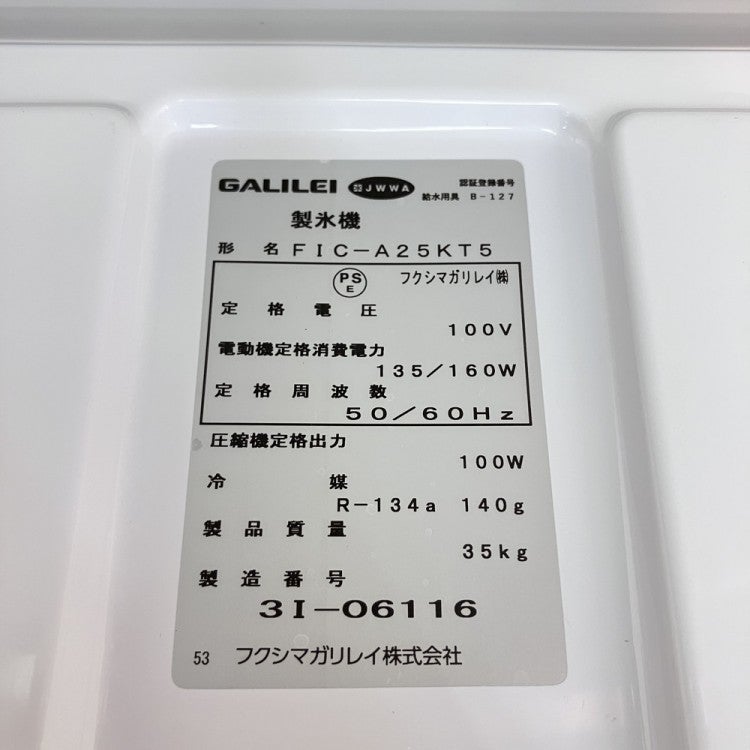 GALILEI JWWA 認証登録番号
給水用具 B-127
製氷機
形名 FIC-A25KT5
PS E フクシマガリレイ㈱
定格電圧
100V
電動機定格消費電力
135/160W
定格周波数
50/60Hz
圧縮機定格出力
100W
冷媒
R-134a 140g
製品質量
35kg
製造番号
3I-06116
53 フクシマガリレイ株式会社